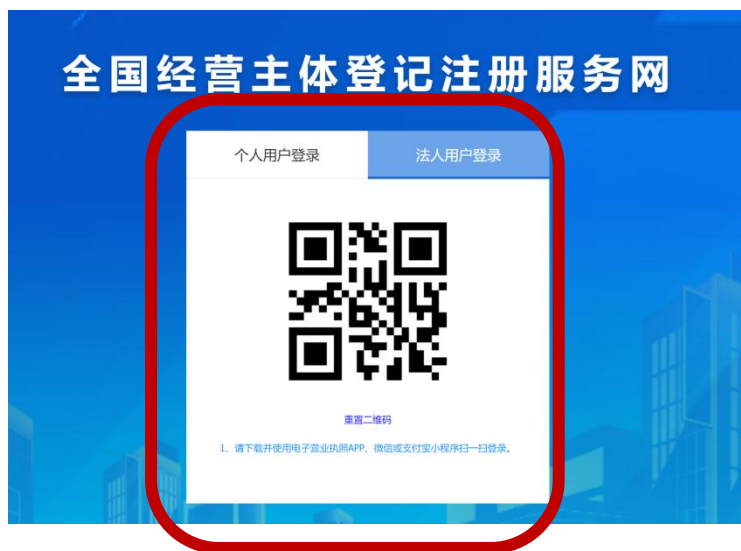 全国经营主体登记注册服务网
个人用户登录 法人用户登录
重置二维码
1、请下载并使用电子营业执照APP、微信或支付宝小程序扫一扫登录。